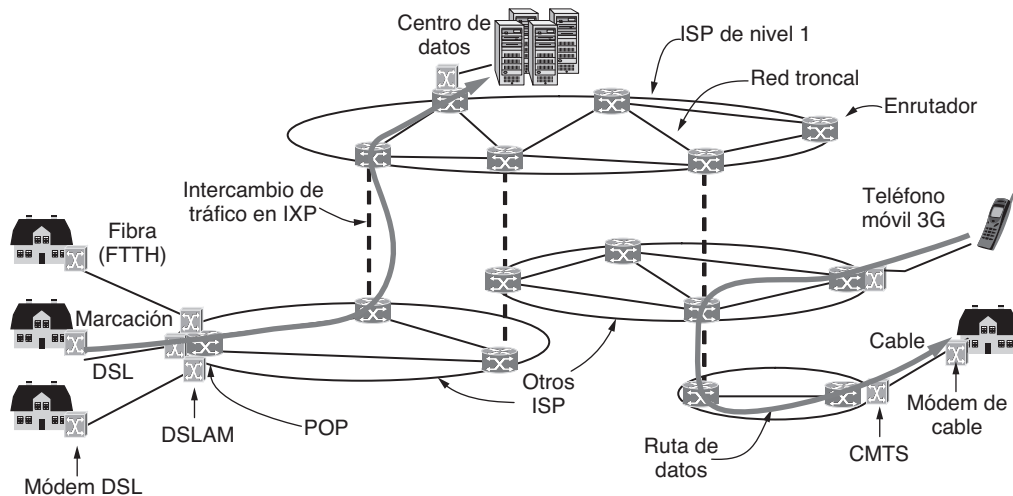 Centro de
datos
ISP de nivel 1
Red troncal
Enrutador
Intercambio de
tráfico en IXP
Teléfono
móvil 3G
Fibra
(FTTH)
Marcación
DSL
Cable
Otros
ISP
ISP
POP
DSLAM
Módem DSL
Ruta de
datos
CMTS
Módem de
cable